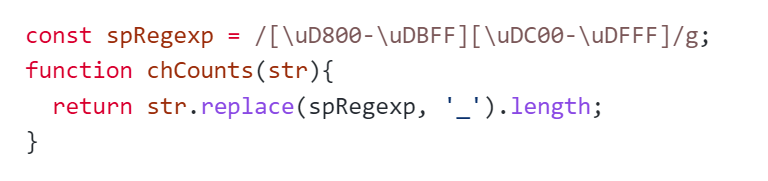 const spRegexp = /[\uD800-\uDBFF][\uDC00-\uDFFF]/g;
function chCounts(str){
  return str.replace(spRegexp, '_').length;
}